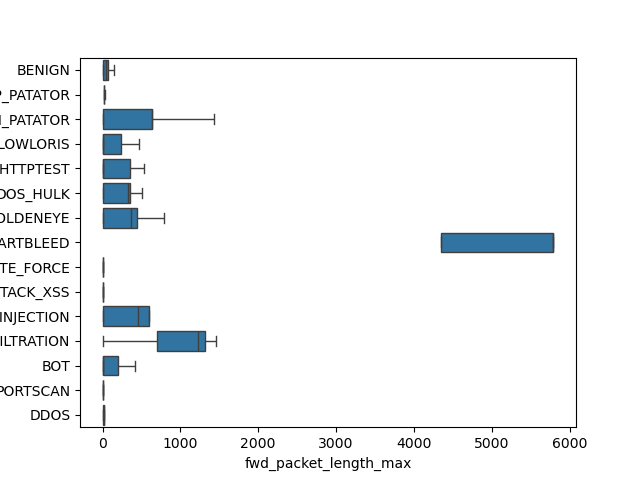 BENIGN
P_PATATOR
H_PATATOR
LOWLORIS
HTTPTEST
DOS_HULK
OLDENEYE
ARTBLEED
TE_FORCE
TACK_XSS
INJECTION
ILTRATION
BOT
PORTSCAN
DDOS
0 1000 2000 3000 4000 5000 6000
fwd_packet_length_max